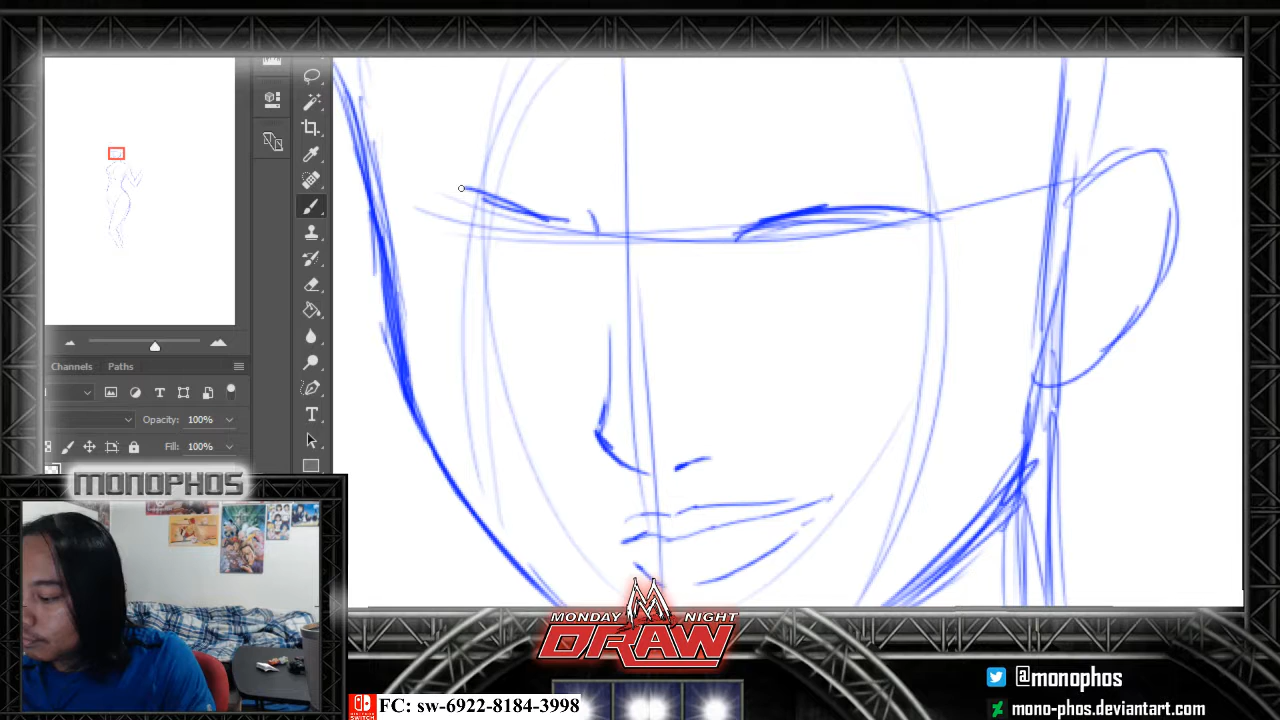 Channels Paths
Opacity: 100%
Fill: 100%
MONOPHOS
MONDAY NIGHT
DRAW
FC: sw-6922-8184-3998
@monophos
mono-phos.deviantart.com